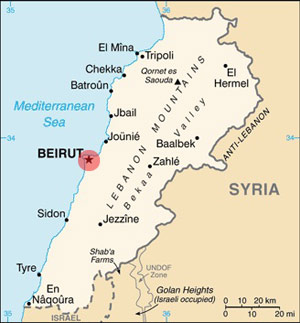 35
36
El Mîna
Tripoli
Chekka
Qornet es
Saouda
El
Hermel
Batroûn
Mediterranean
Sea
Jbail
LEBANON MOUNTAINS
Bekaa Valley
ANTI-LEBANON
34
34
Joûnié
Baalbek
BEIRUT
Zahlé
SYRIA
Sidon
Jezzîne
Shab'a
Farms
Tyre
UNDOF
Zone
En
Nâqoûra
Golan Heights
(Israeli occupied)
ISRAEL
0 10 20 km
0 10 20 mi
35
36